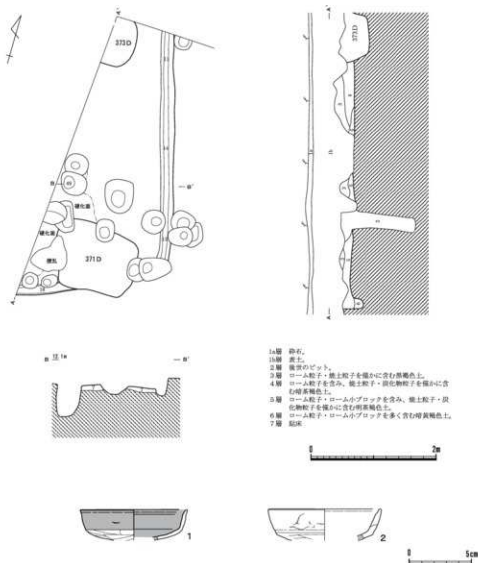 A'
373D
硬化面
硬化面
攪乱
371D
B'
A
A'
373D
1a
1b
A
B'
1a層 砕石。
1b層 表土。
2層 後世のピット。
3層 ローム粒子・焼土粒子を僅かに含む黒褐色土。
4層 ローム粒子を含み、焼土粒子・炭化物粒子を僅かに含
む暗茶褐色土。
5層 ローム粒子・ローム小ブロックを含み、焼土粒子・炭
化物粒子を僅かに含む明茶褐色土。
6層 ローム粒子・ローム小ブロックを多く含む暗黄褐色土。
7層 貼床
0 2m
1
2
0 5cm